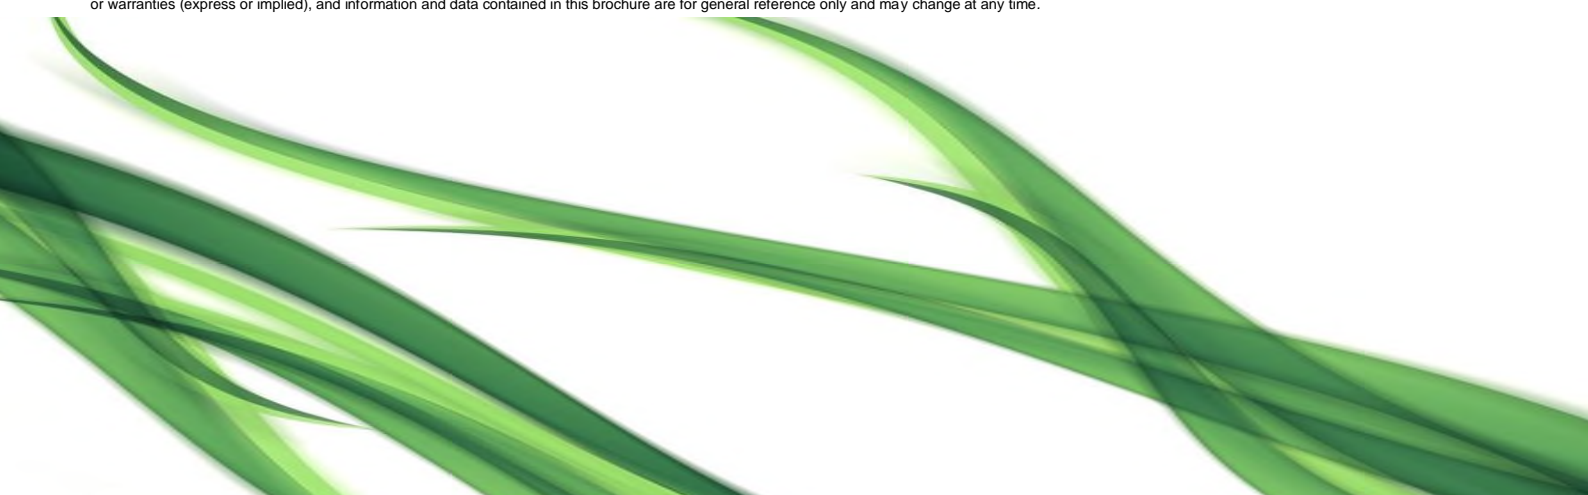 or warranties (express or implied), and information and data contained in this brochure are for general reference only and may change at any time.